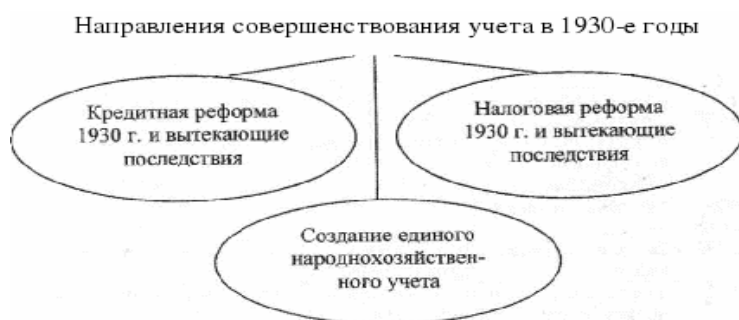 Направления совершенствования учета в 1930-е годы
Кредитная реформа
1930 г. и вытекающие
последствия
Налоговая реформа
1930 г. и вытекающие
последствия
Создание единого
народнохозяйствен-
ного учета